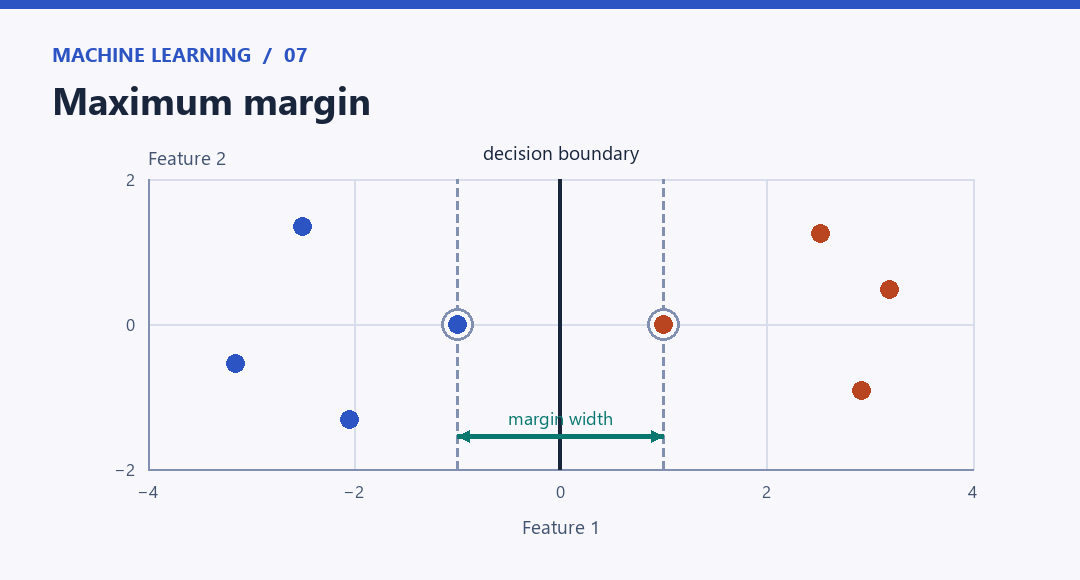 MACHINE LEARNING / 07
Maximum margin
Feature 2
decision boundary
2
0
−2
margin width
−4
−2
0
2
4
Feature 1